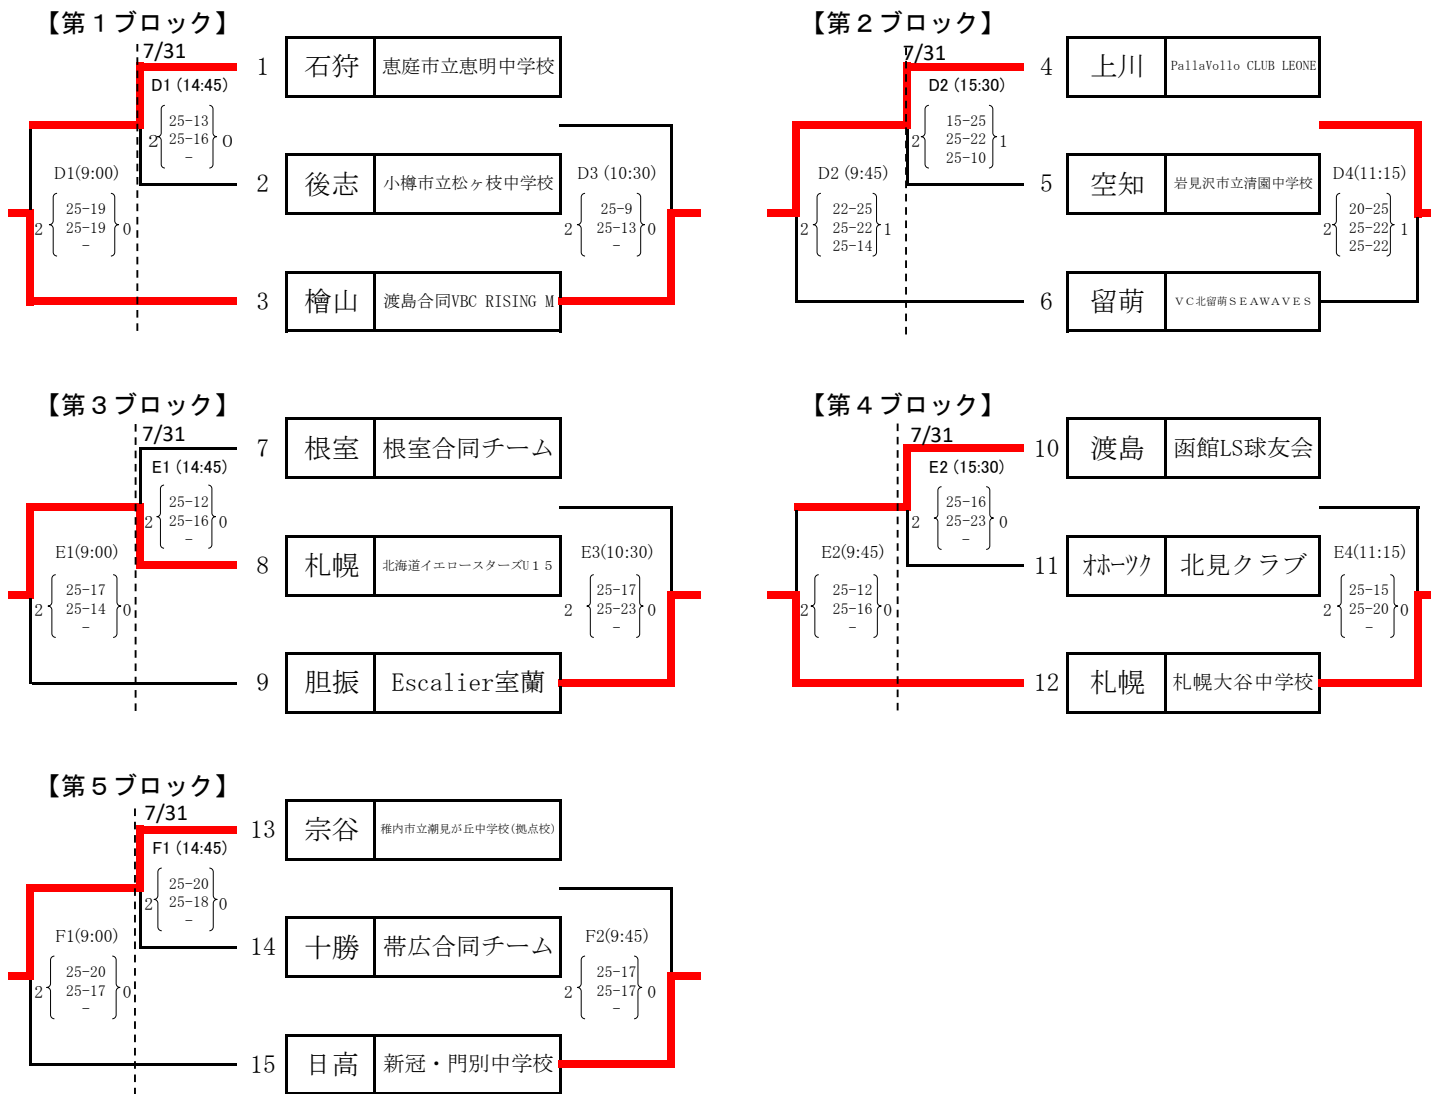 【第１ブロック】
7/31
1 石狩 恵庭市立恵明中学校
D1 (14:45)
25-13
2 25-16 0
-
D1(9:00)
25-19
2 25-19 0
-
2 後志 小樽市立松ヶ枝中学校
D3 (10:30)
25-9
2 25-13 0
-
3 檜山 渡島合同VBC RISING M
【第２ブロック】
7/31
4 上川 PallaVollo CLUB LEONE
D2 (15:30)
15-25
2 25-22 1
25-10
D2 (9:45)
22-25
2 25-22 1
25-14
5 空知 岩見沢市立清園中学校
D4(11:15)
20-25
2 25-22 1
25-22
6 留萌 ＶＣ北留萌ＳＥＡＷＡＶＥＳ
【第３ブロック】
7/31
7 根室 根室合同チーム
E1 (14:45)
25-12
2 25-16 0
-
E1(9:00)
25-17
2 25-14 0
-
8 札幌 北海道イエロースターズU１５
E3(10:30)
25-17
2 25-23 0
-
9 胆振 Escalier室蘭
【第４ブロック】
7/31
10 渡島 函館LS球友会
E2 (15:30)
25-16
2 25-23 0
-
E2(9:45)
25-12
2 25-16 0
-
11 ｵﾎｰﾂｸ 北見クラブ
E4(11:15)
25-15
2 25-20 0
-
12 札幌 札幌大谷中学校
【第５ブロック】
7/31
13 宗谷 稚内市立潮見が丘中学校(拠点校)
F1 (14:45)
25-20
2 25-18 0
-
F1(9:00)
25-20
2 25-17 0
-
14 十勝 帯広合同チーム
F2(9:45)
25-17
2 25-17 0
-
15 日高 新冠・門別中学校